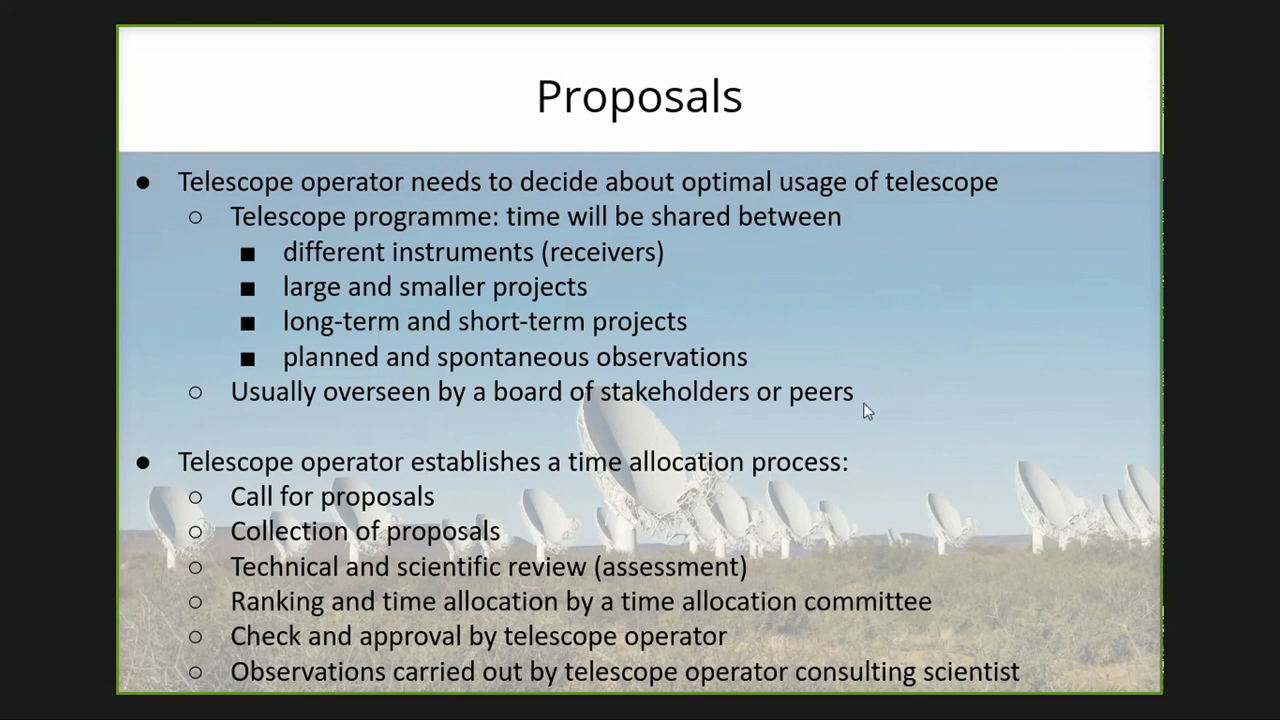 Proposals
● Telescope operator needs to decide about optimal usage of telescope
○ Telescope programme: time will be shared between
■ different instruments (receivers)
■ large and smaller projects
■ long-term and short-term projects
■ planned and spontaneous observations
○ Usually overseen by a board of stakeholders or peers
● Telescope operator establishes a time allocation process:
○ Call for proposals
○ Collection of proposals
○ Technical and scientific review (assessment)
○ Ranking and time allocation by a time allocation committee
○ Check and approval by telescope operator
○ Observations carried out by telescope operator consulting scientist